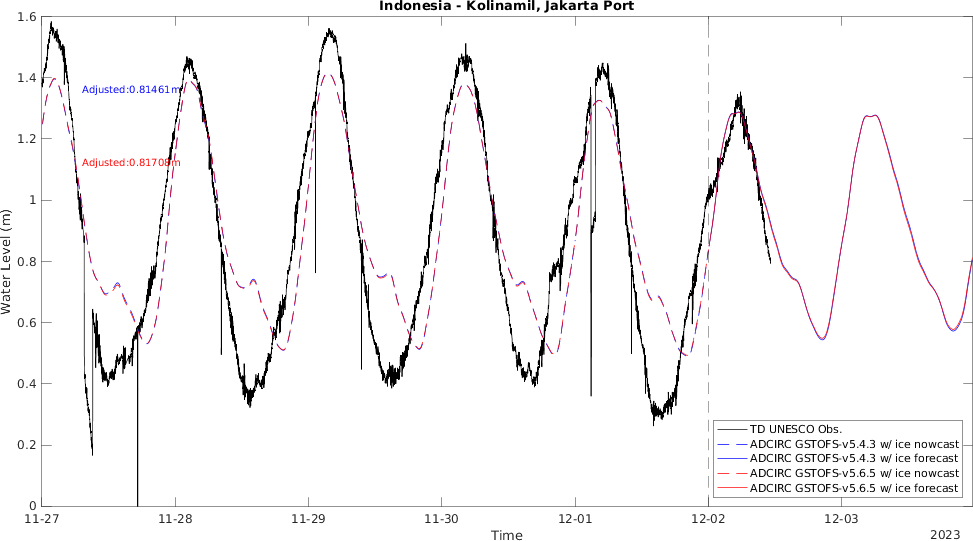 Indonesia - Kolinamil, Jakarta Port
1.6
1.4
1.2
1
0.8
0.6
0.4
0.2
0
Water Level (m)
Adjusted:0.81461m
Adjusted:0.81708m
TD UNESCO Obs.
ADCIRC GSTOFS-v5.4.3 w/ ice nowcast
ADCIRC GSTOFS-v5.4.3 w/ ice forecast
ADCIRC GSTOFS-v5.6.5 w/ ice nowcast
ADCIRC GSTOFS-v5.6.5 w/ ice forecast
11-27 11-28 11-29 11-30 12-01 12-02 12-03
Time
2023